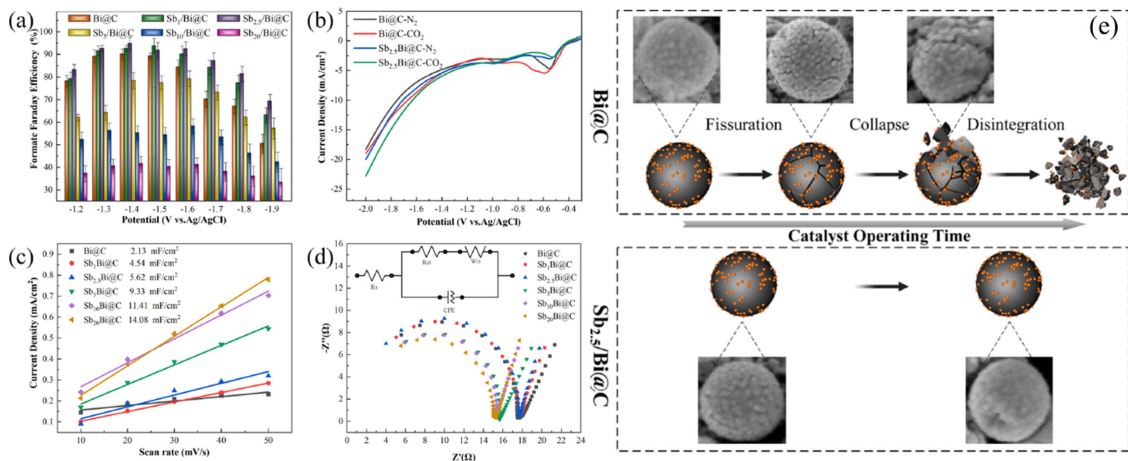 (a)
Bi@C
Sb1/Bi@C
Sb2.5/Bi@C
Sb5/Bi@C
Sb10/Bi@C
Sb20/Bi@C
Formate Faraday Efficiency (%)
100
90
80
70
60
50
40
30
-1.2 -1.3 -1.4 -1.5 -1.6 -1.7 -1.8 -1.9
Potential (V vs.Ag/AgCl)
(b)
Bi@C-N2
Bi@C-CO2
Sb2.5Bi@C-N2
Sb2.5Bi@C-CO2
Current Density (mA/cm2)
0
-5
-10
-15
-20
-25
-2.0 -1.8 -1.6 -1.4 -1.2 -1.0 -0.8 -0.6 -0.4
Potential (V vs.Ag/AgCl)
(c)
Bi@C 2.13 mF/cm2
Sb1Bi@C 4.54 mF/cm2
Sb2.5Bi@C 5.62 mF/cm2
Sb5Bi@C 9.33 mF/cm2
Sb10Bi@C 11.41 mF/cm2
Sb20Bi@C 14.08 mF/cm2
Current Density (mA/cm2)
0.9
0.8
0.7
0.6
0.5
0.4
0.3
0.2
0.1
10 20 30 40 50
Scan rate (mV/s)
(d)
Rs
Wo
CPE
Bi@C
Sb1Bi@C
Sb2.5Bi@C
Sb5Bi@C
Sb10Bi@C
Sb20Bi@C
-Z''(Ω)
-16
-14
-12
-10
-8
-6
-4
-2
0
0 2 4 6 8 10 12 14 16 18 20 22 24
Z'(Ω)
(e)
Bi@C
Fissuration
Collapse
Disintegration
Catalyst Operating Time
Sb2.5/Bi@C